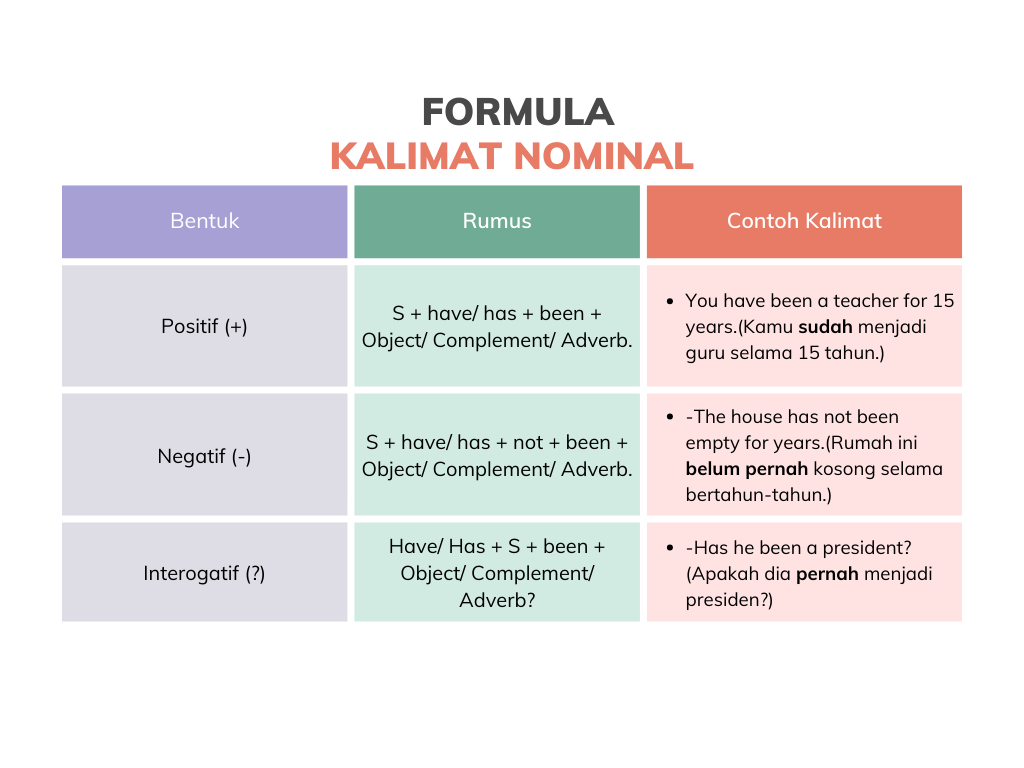 FORMULA
KALIMAT NOMINAL
Bentuk
Rumus
Contoh Kalimat
Positif (+)
S + have/ has + been +
Object/ Complement/ Adverb.
• You have been a teacher for 15
years.(Kamu sudah menjadi
guru selama 15 tahun.)
Negatif (-)
S + have/ has + not + been +
Object/ Complement/ Adverb.
• -The house has not been
empty for years.(Rumah ini
belum pernah kosong selama
bertahun-tahun.)
Interogatif (?)
Have/ Has + S + been +
Object/ Complement/
Adverb?
• -Has he been a president?
(Apakah dia pernah menjadi
presiden?)